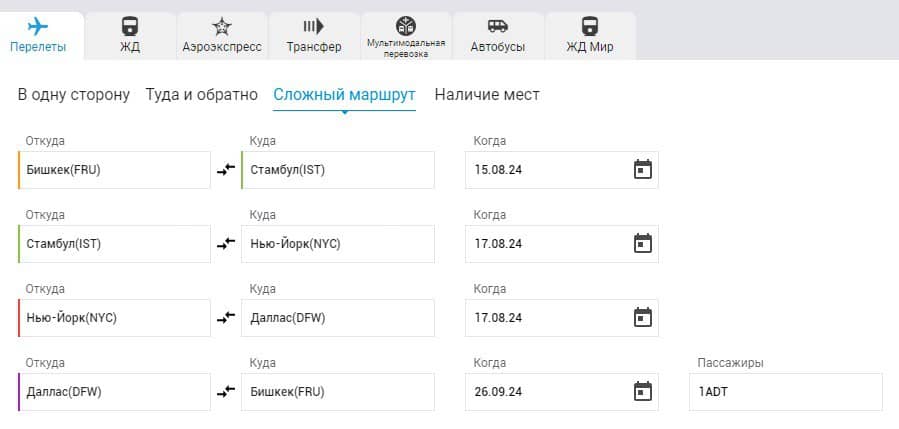 Перелеты ЖД Аэроэкспресс Трансфер Мультимодальная перевозка Автобусы ЖД Мир
В одну сторону Туда и обратно Сложный маршрут Наличие мест
Откуда Куда Когда
Бишкек(FRU) Стамбул(IST) 15.08.24
Откуда Куда Когда
Стамбул(IST) Нью-Йорк(NYC) 17.08.24
Откуда Куда Когда
Нью-Йорк(NYC) Даллас(DFW) 17.08.24
Откуда Куда Когда Пассажиры
Даллас(DFW) Бишкек(FRU) 26.09.24 1ADT